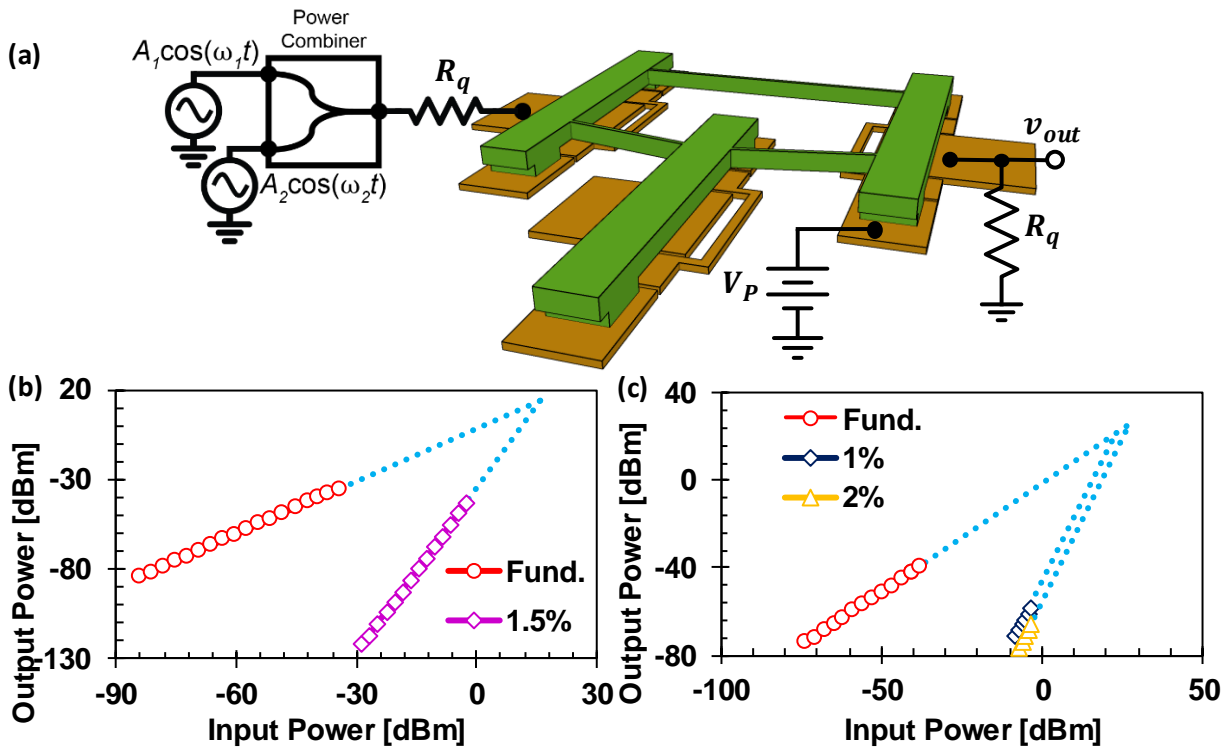 (a)
Power
Combiner
A1cos(ω1t)
A2cos(ω2t)
Rq
vout
Rq
VP
(b)
20
-30
-80
-130
Output Power [dBm]
-90
-60
-30
0
30
Input Power [dBm]
Fund.
1.5%
(c)
40
0
-40
-80
Output Power [dBm]
-100
-50
0
50
Input Power [dBm]
Fund.
1%
2%